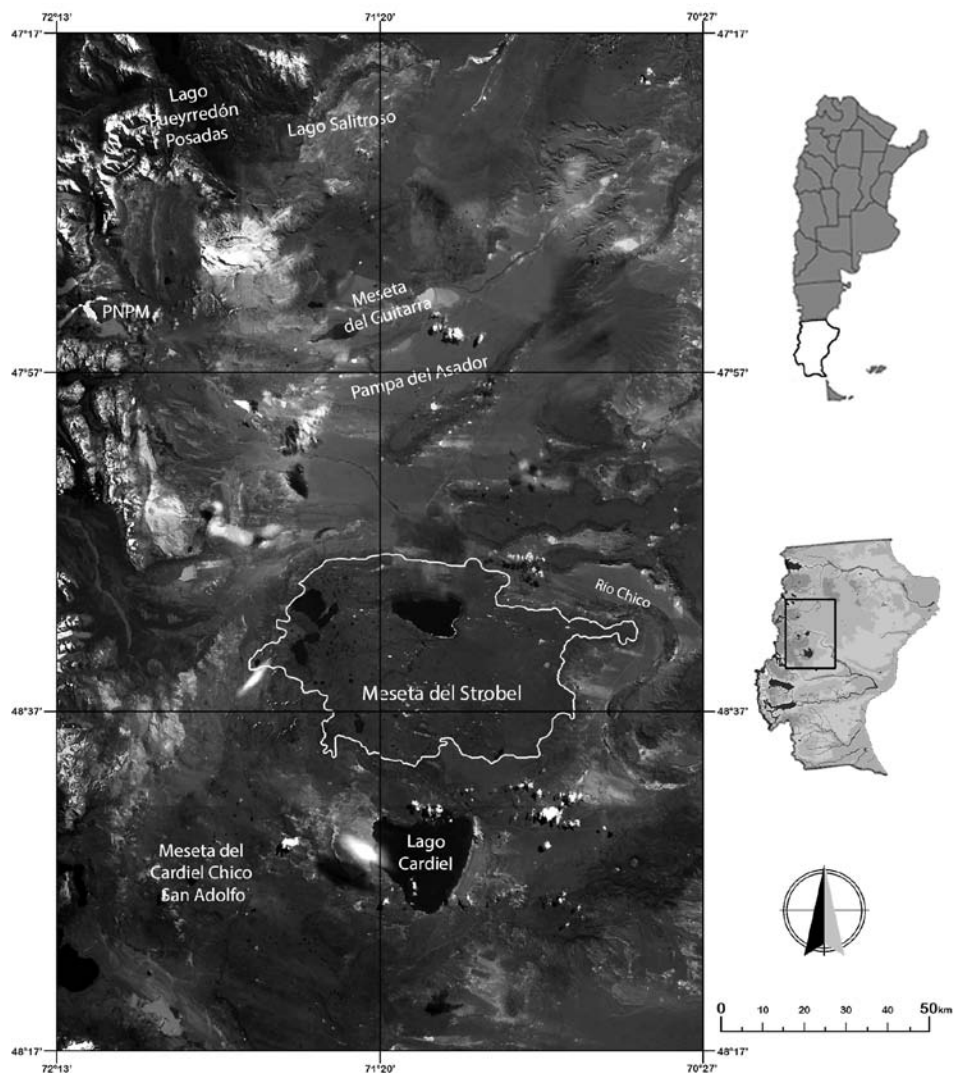 72°13'
71°20'
70°27'
47°17'
47°17'
Lago
Pueyrredón
Posadas
Lago Salitroso
Meseta
del Guitarra
PNPM
47°57'
47°57'
Pampa del Asador
Río Chico
Meseta del Strobel
48°37'
48°37'
Lago
Cardiel
Meseta del
Cardiel Chico
San Adolfo
0 10 20 30 40 50km
48°17'
48°17'
72°13'
71°20'
70°27'